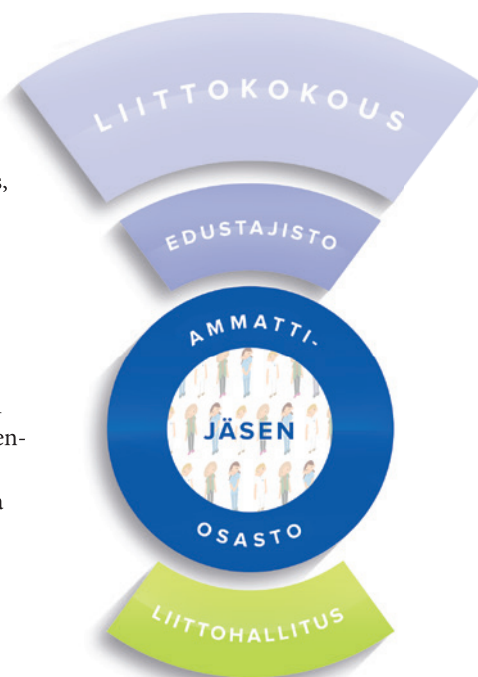 LIITTOKOKOUS
EDUSTAJISTO
AMMATTI-
JÄSEN
OSASTO
LIITTOHALLITUS